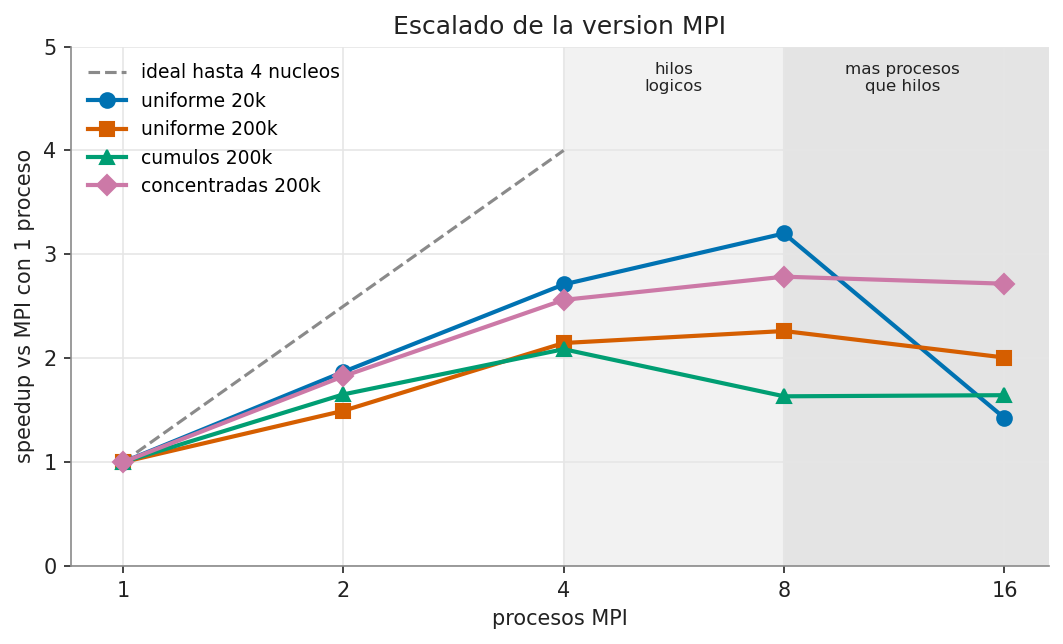 Escalado de la version MPI
speedup vs MPI con 1 proceso
5
4
3
2
1
0
ideal hasta 4 nucleos
uniforme 20k
uniforme 200k
cumulos 200k
concentradas 200k
hilos
logicos
mas procesos
que hilos
1
2
4
8
16
procesos MPI